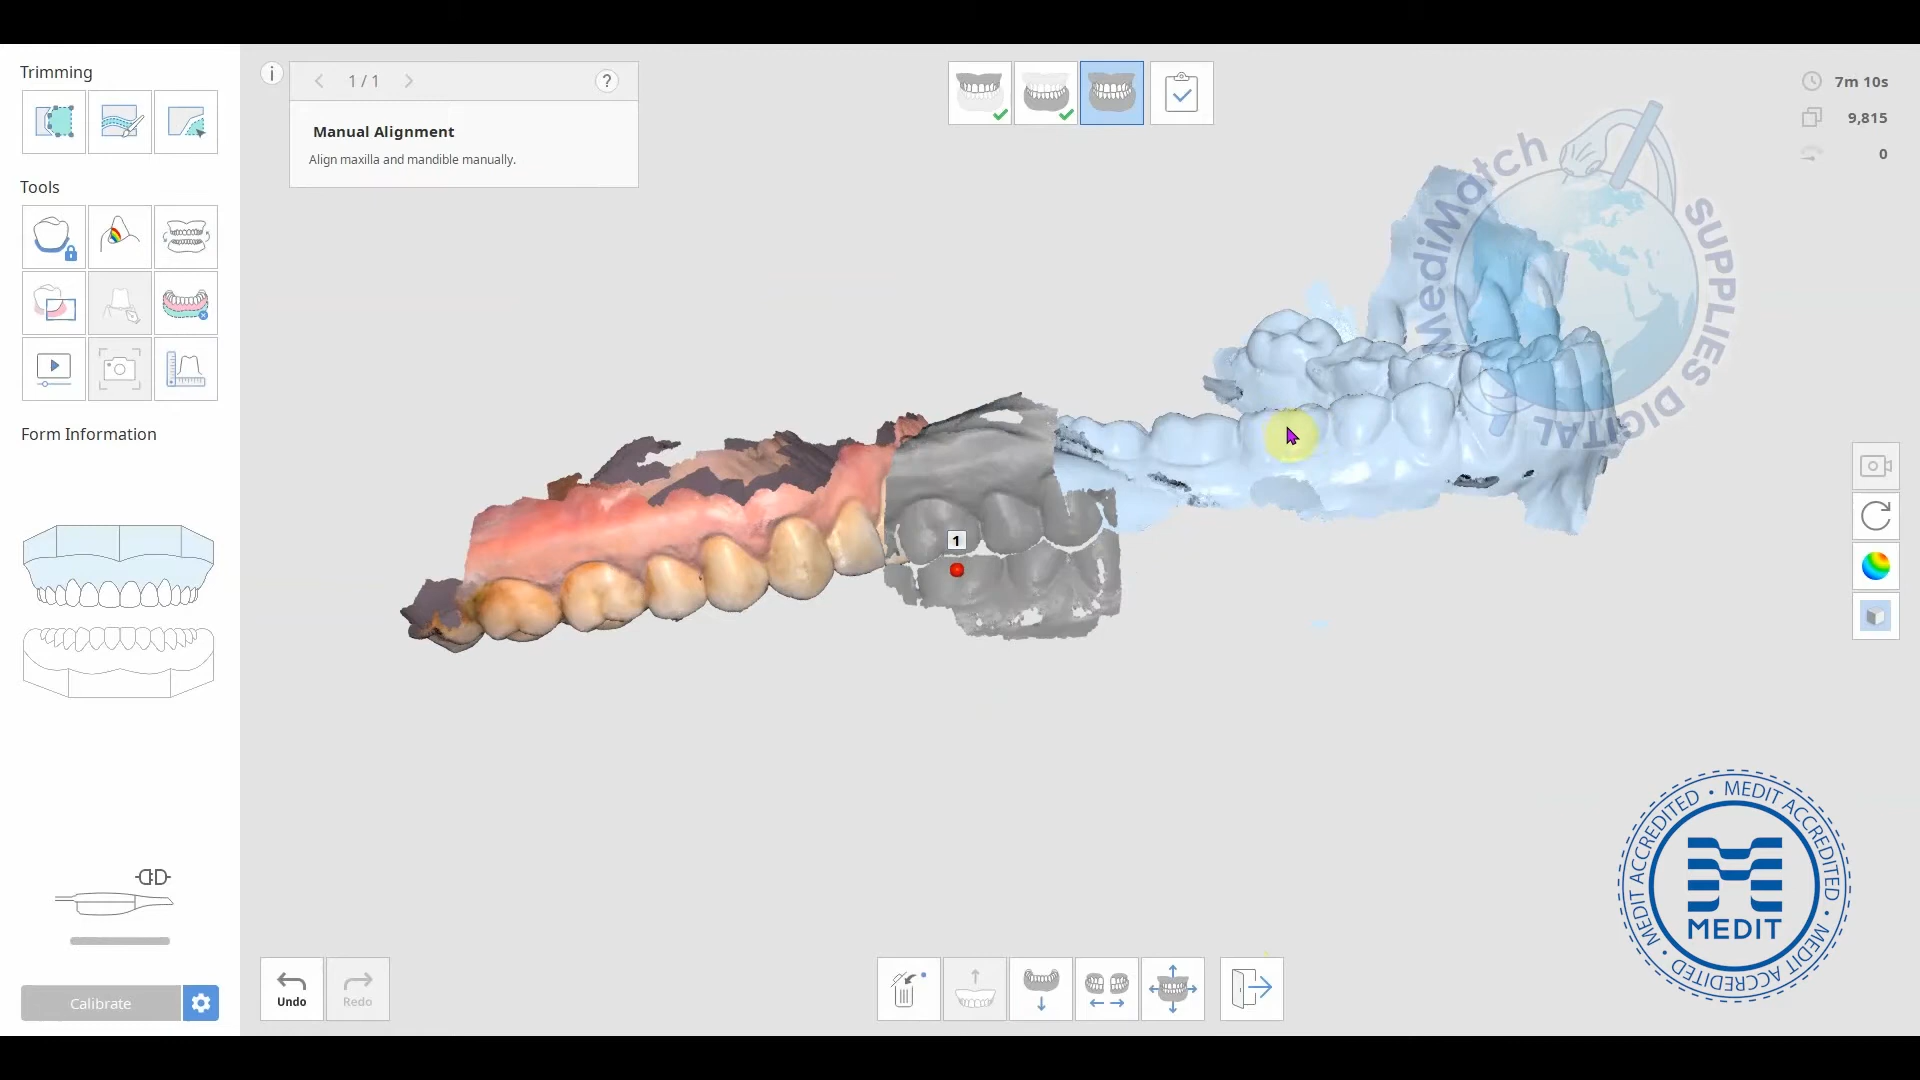 Trimming
Tools
Form Information
Calibrate
i
1 / 1
?
Manual Alignment
Align maxilla and mandible manually.
7m 10s
9,815
0
MediMatch
DIGITAL SUPPLIES
1
Undo
Redo
MEDIT ACCREDITED • MEDIT ACCREDITED • MEDIT ACCREDITED •
MEDIT